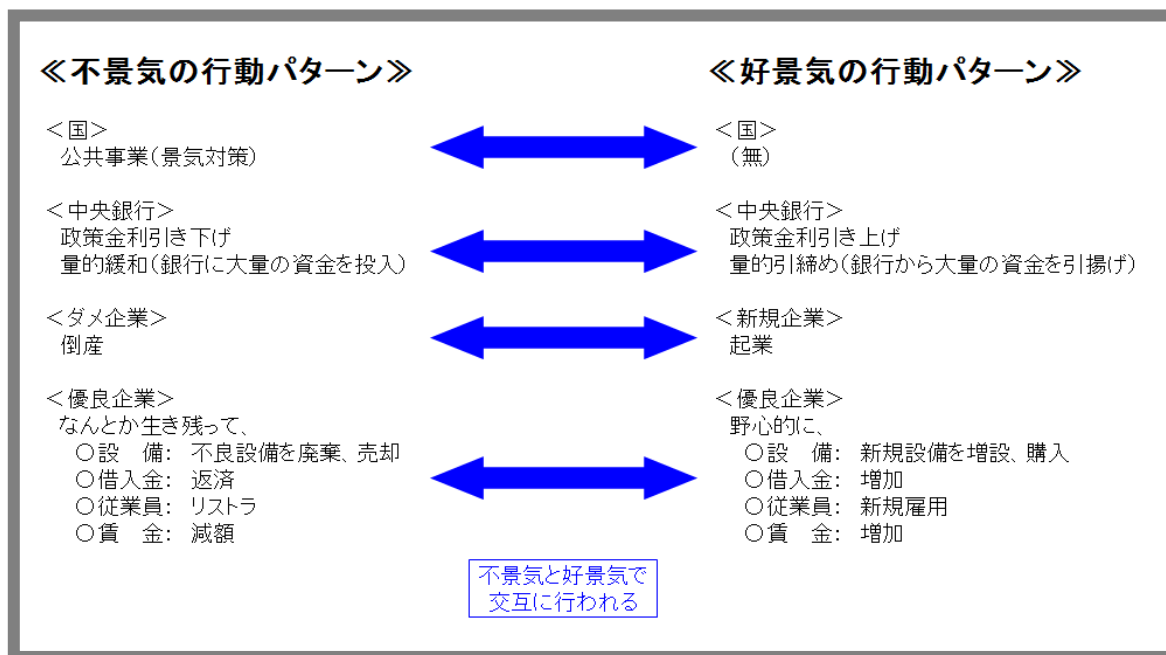 ≪不景気の行動パターン≫
＜国＞
公共事業(景気対策)
＜中央銀行＞
政策金利引き下げ
量的緩和(銀行に大量の資金を投入)
＜ダメ企業＞
倒産
＜優良企業＞
なんとか生き残って、
○設　備：　不良設備を廃棄、売却
○借入金：　返済
○従業員：　リストラ
○賃　金：　減額
≪好景気の行動パターン≫
＜国＞
(無)
＜中央銀行＞
政策金利引き上げ
量的引締め(銀行から大量の資金を引揚げ)
＜新規企業＞
起業
＜優良企業＞
野心的に、
○設　備：　新規設備を増設、購入
○借入金：　増加
○従業員：　新規雇用
○賃　金：　増加
不景気と好景気で
交互に行われる